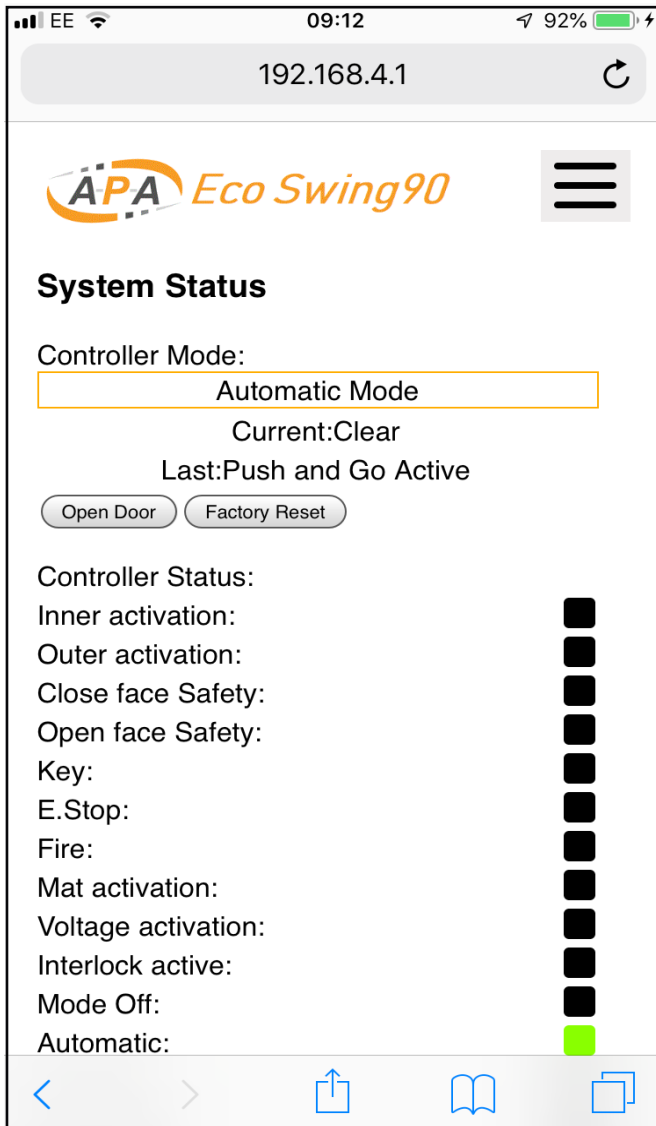 EE 09:12 92%
192.168.4.1
APA Eco Swing90
System Status
Controller Mode:
Automatic Mode
Current:Clear
Last:Push and Go Active
Open Door Factory Reset
Controller Status:
Inner activation:
Outer activation:
Close face Safety:
Open face Safety:
Key:
E.Stop:
Fire:
Mat activation:
Voltage activation:
Interlock active:
Mode Off:
Automatic: